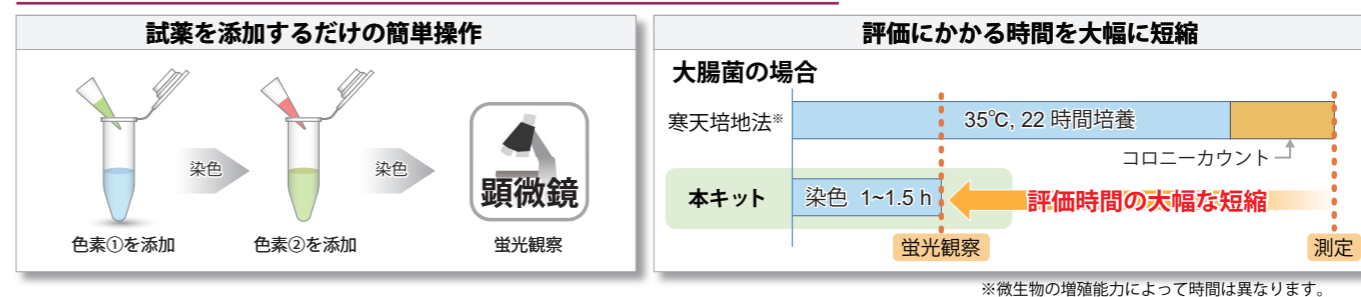 試薬を添加するだけの簡単操作
染色
染色
顕微鏡
色素①を添加
色素②を添加
蛍光観察
評価にかかる時間を大幅に短縮
大腸菌の場合
寒天培地法※
35℃, 22 時間培養
コロニーカウント
本キット
染色 1~1.5 h
評価時間の大幅な短縮
蛍光観察
測定
※微生物の増殖能力によって時間は異なります。